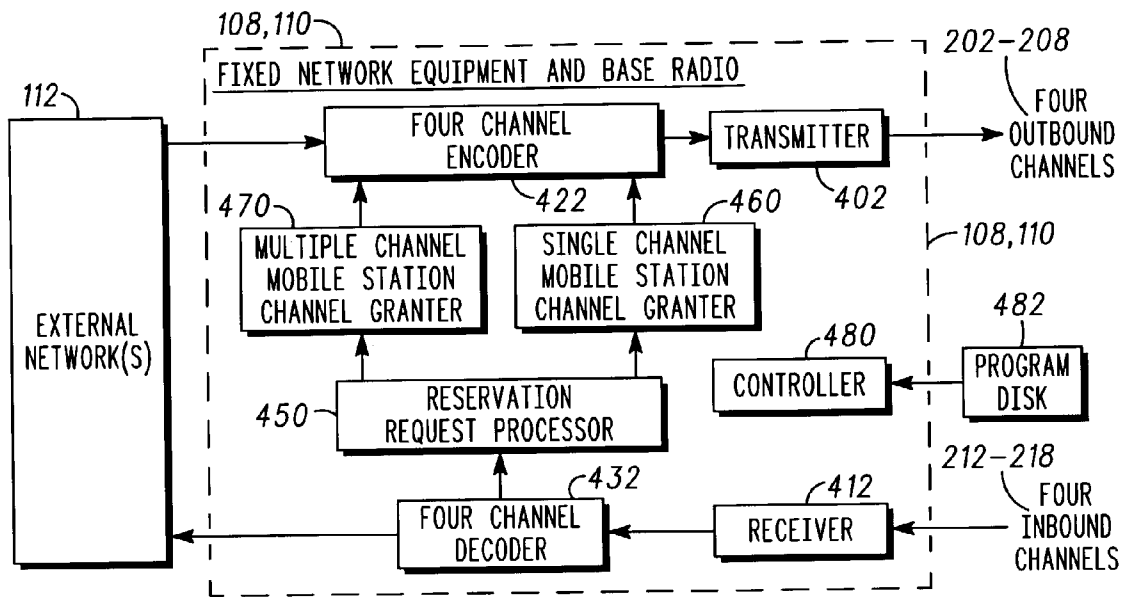 108,110
202-208
FIXED NETWORK EQUIPMENT AND BASE RADIO
112
FOUR CHANNEL
ENCODER
TRANSMITTER
FOUR
OUTBOUND
CHANNELS
422
402
470
460
MULTIPLE CHANNEL
MOBILE STATION
CHANNEL GRANTER
SINGLE CHANNEL
MOBILE STATION
CHANNEL GRANTER
108,110
EXTERNAL
NETWORK(S)
480
482
CONTROLLER
PROGRAM
DISK
450
RESERVATION
REQUEST PROCESSOR
212-218
432
412
FOUR CHANNEL
DECODER
RECEIVER
FOUR
INBOUND
CHANNELS